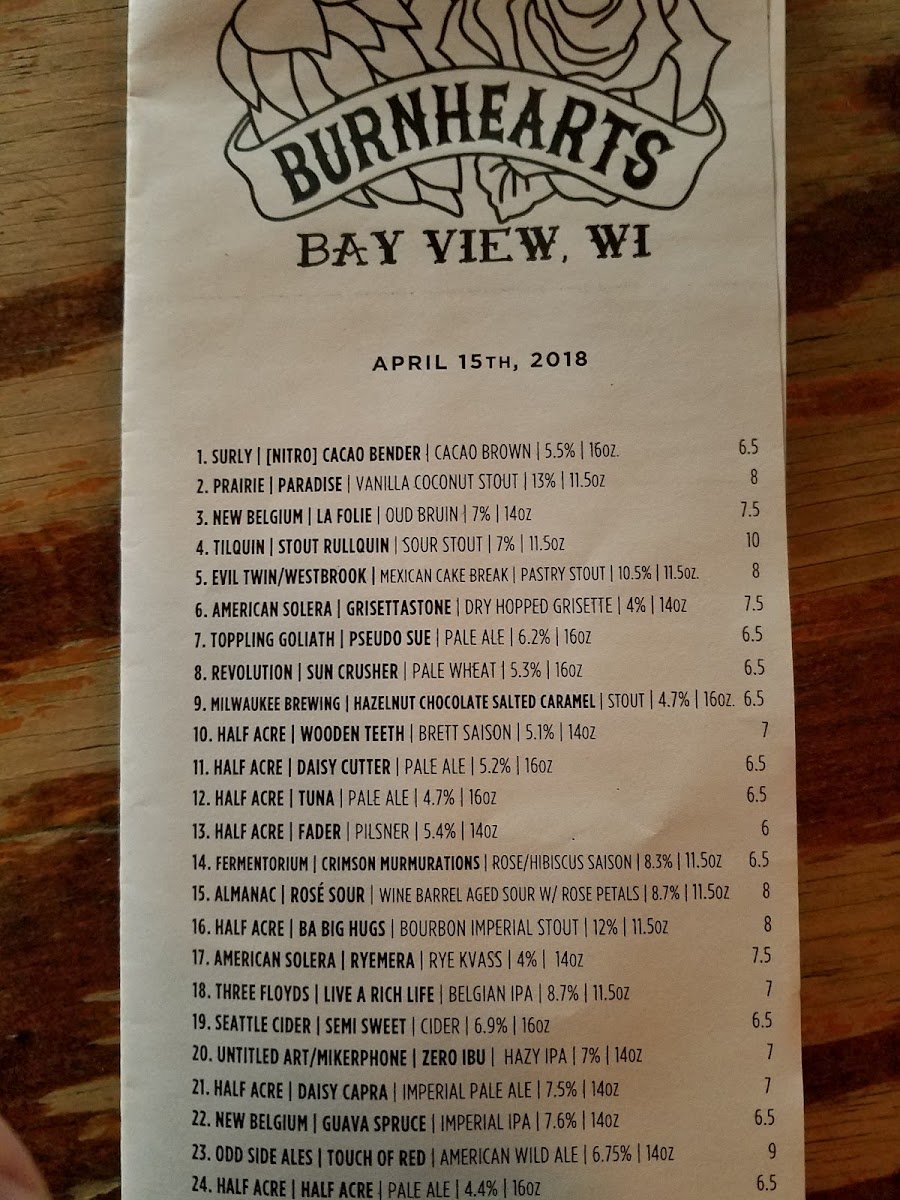 BURNHEARTS
BAY VIEW, WI
APRIL 15TH, 2018
1. SURLY | [NITRO] CACAO BENDER | CACAO BROWN | 5.5% | 16OZ. 6.5
2. PRAIRIE | PARADISE | VANILLA COCONUT STOUT | 13% | 11.5OZ 8
3. NEW BELGIUM | LA FOLIE | OUD BRUIN | 7% | 14OZ 7.5
4. TILQUIN | STOUT RULLQUIN | SOUR STOUT | 7% | 11.5OZ 10
5. EVIL TWIN/WESTBROOK | MEXICAN CAKE BREAK | PASTRY STOUT | 10.5% | 11.5OZ. 8
6. AMERICAN SOLERA | GRISETTASTONE | DRY HOPPED GRISETTE | 4% | 14OZ 7.5
7. TOPPLING GOLIATH | PSEUDO SUE | PALE ALE | 6.2% | 16OZ 6.5
8. REVOLUTION | SUN CRUSHER | PALE WHEAT | 5.3% | 16OZ 6.5
9. MILWAUKEE BREWING | HAZELNUT CHOCOLATE SALTED CARAMEL | STOUT | 4.7% | 16OZ. 6.5
10. HALF ACRE | WOODEN TEETH | BRETT SAISON | 5.1% | 14OZ 7
11. HALF ACRE | DAISY CUTTER | PALE ALE | 5.2% | 16OZ 6.5
12. HALF ACRE | TUNA | PALE ALE | 4.7% | 16OZ 6.5
13. HALF ACRE | FADER | PILSNER | 5.4% | 14OZ 6
14. FERMENTORIUM | CRIMSON MURMURATIONS | ROSE/HIBISCUS SAISON | 8.3% | 11.5OZ 6.5
15. ALMANAC | ROSÉ SOUR | WINE BARREL AGED SOUR W/ ROSE PETALS | 8.7% | 11.5OZ 8
16. HALF ACRE | BA BIG HUGS | BOURBON IMPERIAL STOUT | 12% | 11.5OZ 8
17. AMERICAN SOLERA | RYEMERA | RYE KVASS | 4% | 14OZ 7.5
18. THREE FLOYDS | LIVE A RICH LIFE | BELGIAN IPA | 8.7% | 11.5OZ 7
19. SEATTLE CIDER | SEMI SWEET | CIDER | 6.9% | 16OZ 6.5
20. UNTITLED ART/MIKERPHONE | ZERO IBU | HAZY IPA | 7% | 14OZ 7
21. HALF ACRE | DAISY CAPRA | IMPERIAL PALE ALE | 7.5% | 14OZ 7
22. NEW BELGIUM | GUAVA SPRUCE | IMPERIAL IPA | 7.6% | 14OZ 6.5
23. ODD SIDE ALES | TOUCH OF RED | AMERICAN WILD ALE | 6.75% | 14OZ 9
24. HALF ACRE | HALF ACRE | PALE ALE | 4.4% | 16OZ 6.5